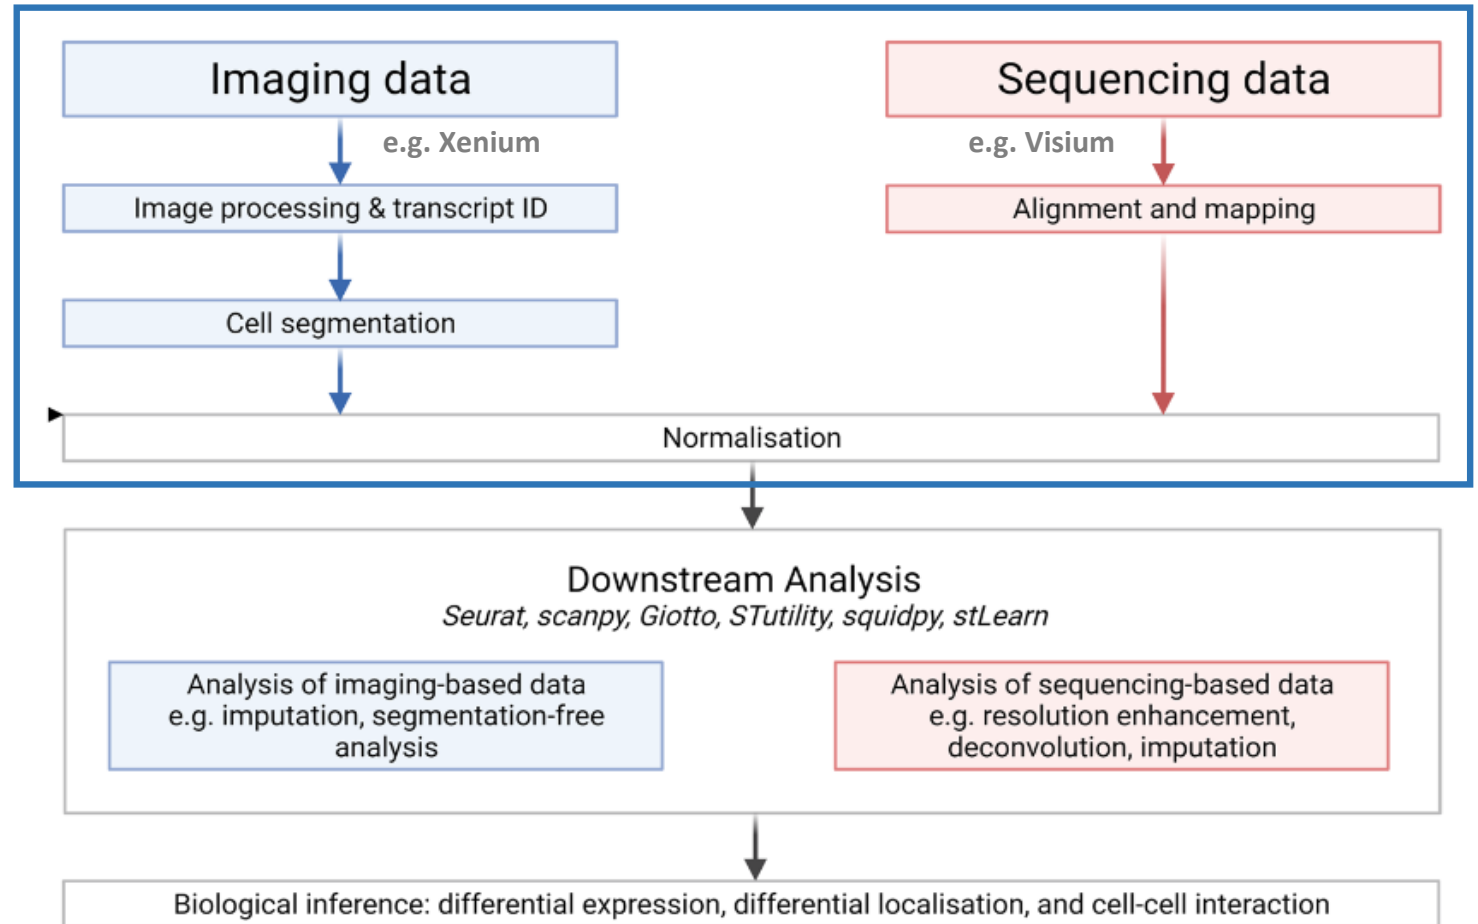 Imaging data
Sequencing data
e.g. Xenium
e.g. Visium
Image processing & transcript ID
Alignment and mapping
Cell segmentation
Normalisation
Downstream Analysis
Seurat, scanpy, Giotto, STutility, squidpy, stLearn
Analysis of imaging-based data
e.g. imputation, segmentation-free
analysis
Analysis of sequencing-based data
e.g. resolution enhancement,
deconvolution, imputation
Biological inference: differential expression, differential localisation, and cell-cell interaction